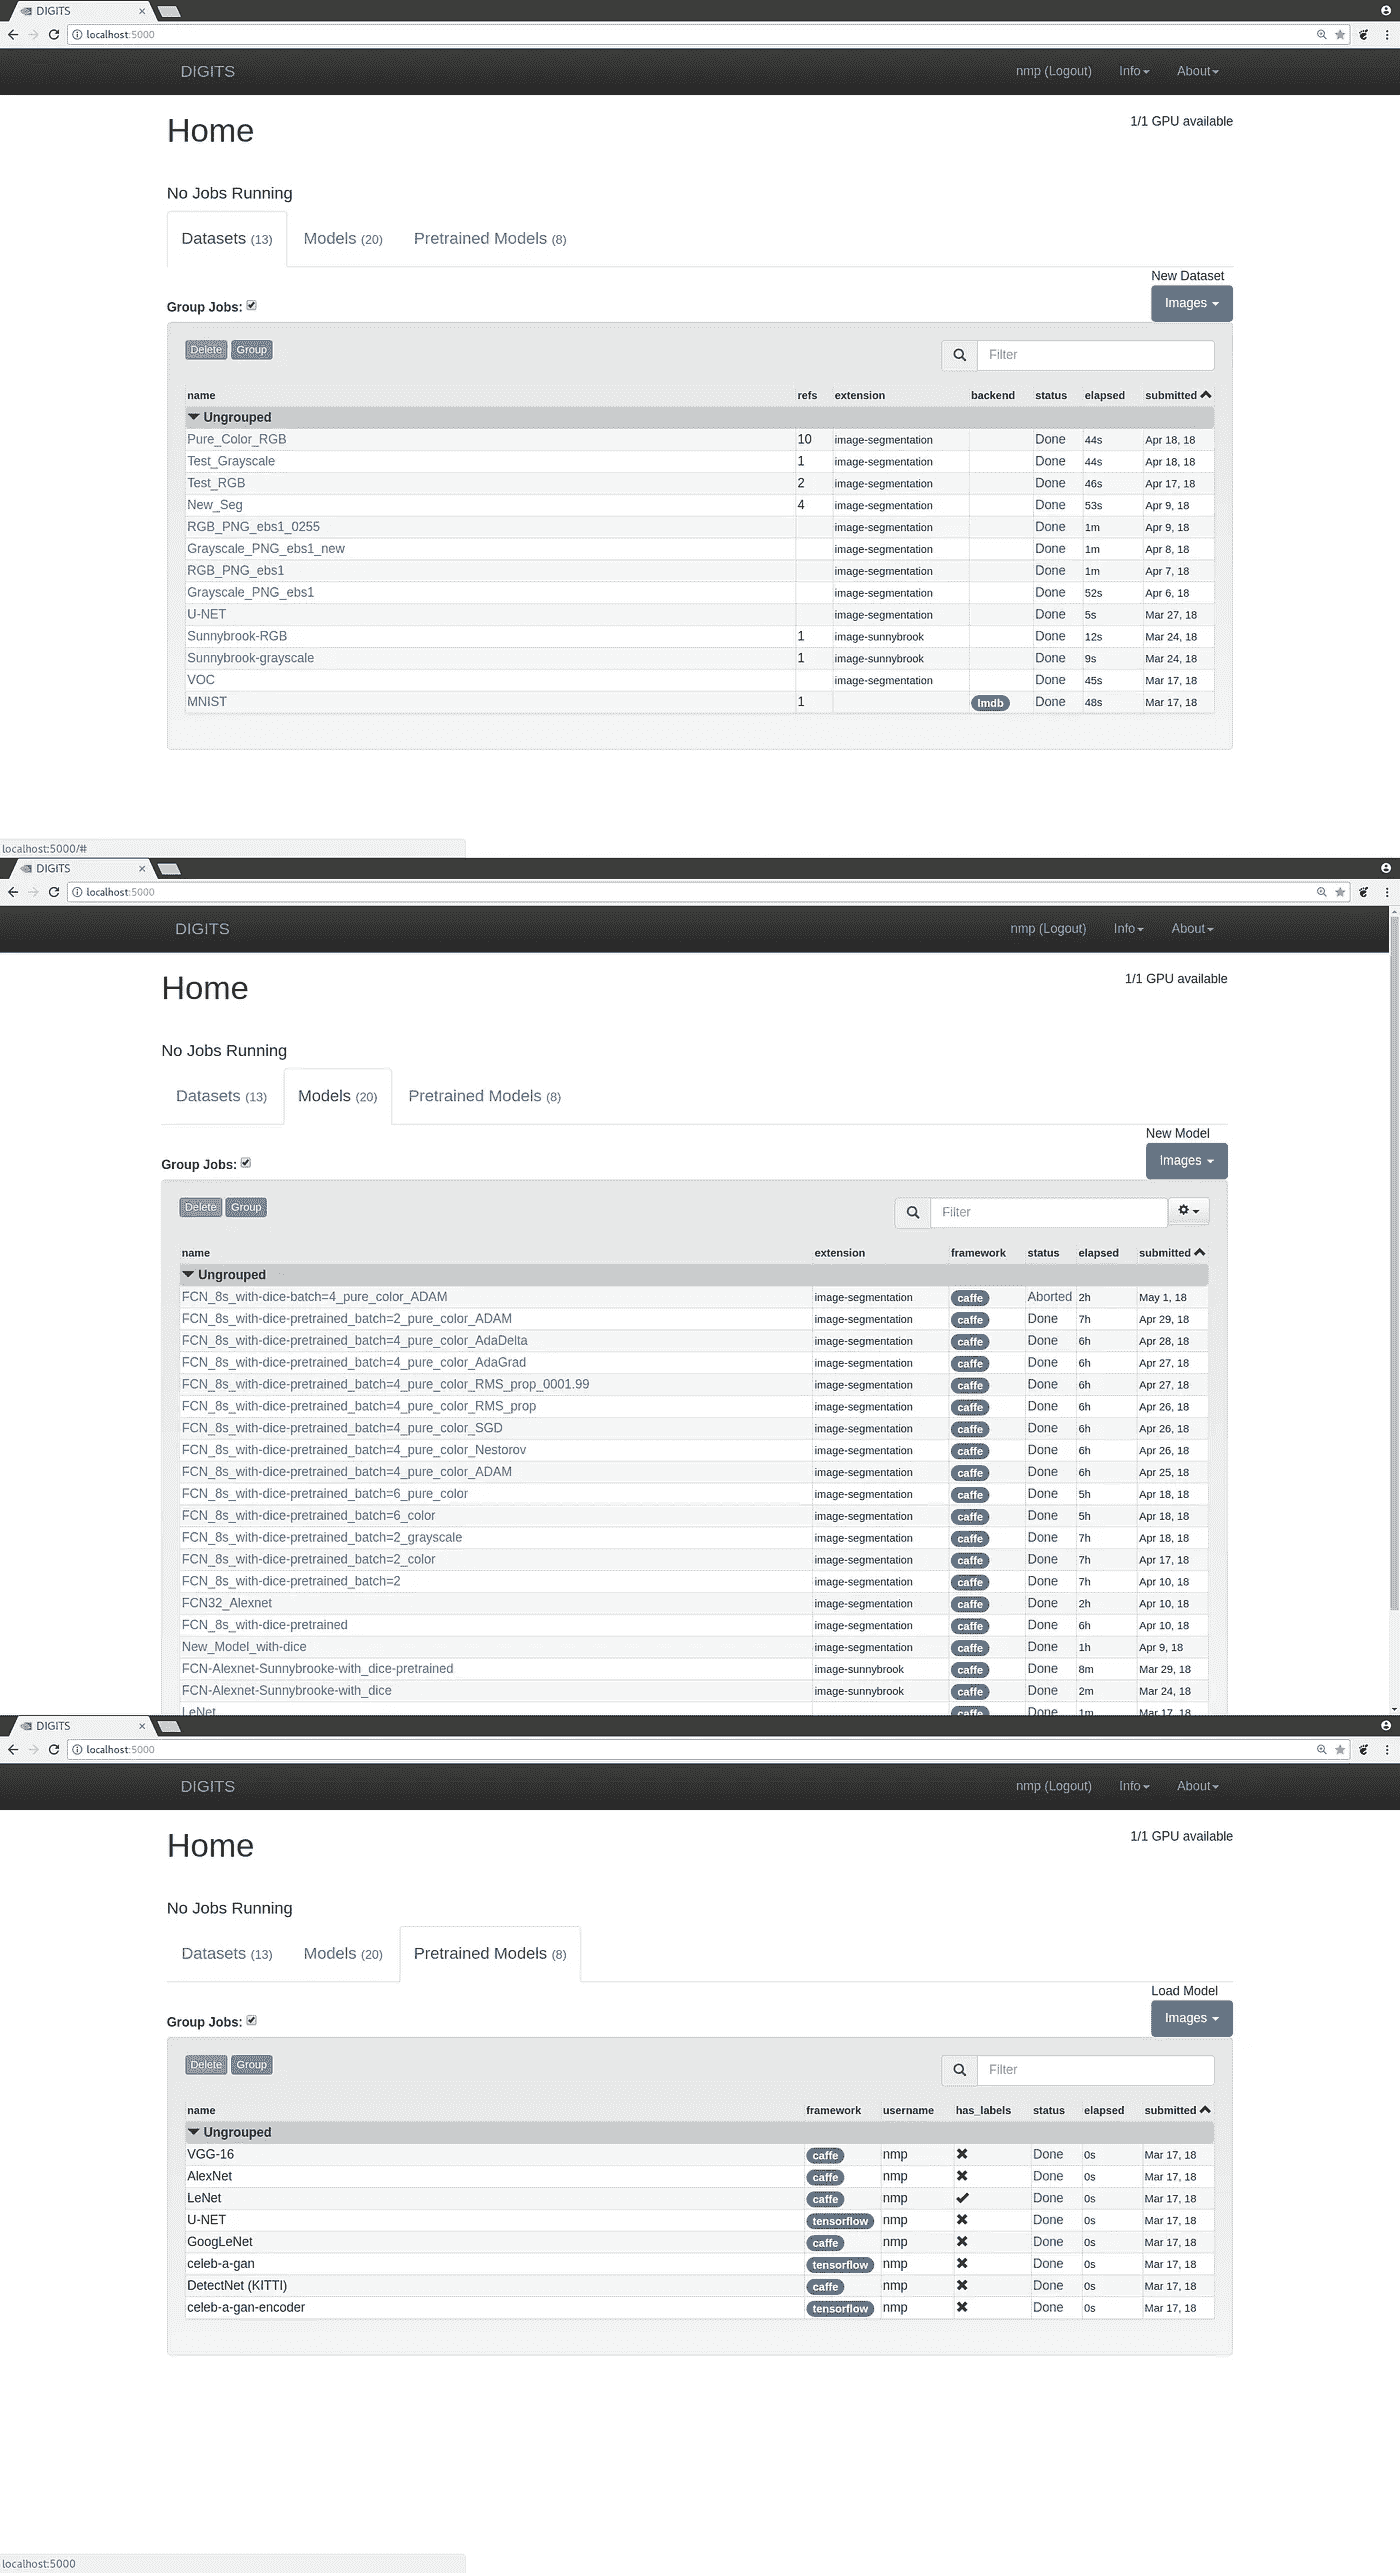 DIGITS
localhost:5000
DIGITS nmp (Logout) Info About
Home 1/1 GPU available
No Jobs Running
Datasets (13) Models (20) Pretrained Models (8)
New Dataset
Group Jobs: Images
Delete Group Filter
name refs extension backend status elapsed submitted
Ungrouped
Pure_Color_RGB 10 image-segmentation Done 44s Apr 18, 18
Test_Grayscale 1 image-segmentation Done 44s Apr 18, 18
Test_RGB 2 image-segmentation Done 46s Apr 17, 18
New_Seg 4 image-segmentation Done 53s Apr 9, 18
RGB_PNG_ebs1_0255 image-segmentation Done 1m Apr 9, 18
Grayscale_PNG_ebs1_new image-segmentation Done 1m Apr 8, 18
RGB_PNG_ebs1 image-segmentation Done 1m Apr 7, 18
Grayscale_PNG_ebs1 image-segmentation Done 52s Apr 6, 18
U-NET image-segmentation Done 5s Mar 27, 18
Sunnybrook-RGB 1 image-sunnybrook Done 12s Mar 24, 18
Sunnybrook-grayscale 1 image-sunnybrook Done 9s Mar 24, 18
VOC image-segmentation Done 45s Mar 17, 18
MNIST 1 lmdb Done 48s Mar 17, 18
localhost:5000/#
DIGITS
localhost:5000
DIGITS nmp (Logout) Info About
Home 1/1 GPU available
No Jobs Running
Datasets (13) Models (20) Pretrained Models (8)
New Model
Group Jobs: Images
Delete Group Filter
name extension framework status elapsed submitted
Ungrouped
FCN_8s_with-dice-batch=4_pure_color_ADAM image-segmentation caffe Aborted 2h May 1, 18
FCN_8s_with-dice-pretrained_batch=2_pure_color_ADAM image-segmentation caffe Done 7h Apr 29, 18
FCN_8s_with-dice-pretrained_batch=4_pure_color_AdaDelta image-segmentation caffe Done 6h Apr 28, 18
FCN_8s_with-dice-pretrained_batch=4_pure_color_AdaGrad image-segmentation caffe Done 6h Apr 27, 18
FCN_8s_with-dice-pretrained_batch=4_pure_color_RMS_prop_0001.99 image-segmentation caffe Done 6h Apr 27, 18
FCN_8s_with-dice-pretrained_batch=4_pure_color_RMS_prop image-segmentation caffe Done 6h Apr 26, 18
FCN_8s_with-dice-pretrained_batch=4_pure_color_SGD image-segmentation caffe Done 6h Apr 26, 18
FCN_8s_with-dice-pretrained_batch=4_pure_color_Nestorov image-segmentation caffe Done 6h Apr 26, 18
FCN_8s_with-dice-pretrained_batch=4_pure_color_ADAM image-segmentation caffe Done 6h Apr 25, 18
FCN_8s_with-dice-pretrained_batch=6_pure_color image-segmentation caffe Done 5h Apr 18, 18
FCN_8s_with-dice-pretrained_batch=6_color image-segmentation caffe Done 5h Apr 18, 18
FCN_8s_with-dice-pretrained_batch=2_grayscale image-segmentation caffe Done 7h Apr 18, 18
FCN_8s_with-dice-pretrained_batch=2_color image-segmentation caffe Done 7h Apr 17, 18
FCN_8s_with-dice-pretrained_batch=2 image-segmentation caffe Done 7h Apr 10, 18
FCN32_Alexnet image-segmentation caffe Done 2h Apr 10, 18
FCN_8s_with-dice-pretrained image-segmentation caffe Done 6h Apr 10, 18
New_Model_with-dice image-segmentation caffe Done 1h Apr 9, 18
FCN-Alexnet-Sunnybrooke-with_dice-pretrained image-sunnybrook caffe Done 8m Mar 29, 18
FCN-Alexnet-Sunnybrooke-with_dice image-sunnybrook caffe Done 2m Mar 24, 18
LeNet caffe Done 1m Mar 17, 18
DIGITS
localhost:5000
DIGITS nmp (Logout) Info About
Home 1/1 GPU available
No Jobs Running
Datasets (13) Models (20) Pretrained Models (8)
Load Model
Group Jobs: Images
Delete Group Filter
name framework username has_labels status elapsed submitted
Ungrouped
VGG-16 caffe nmp Done 0s Mar 17, 18
AlexNet caffe nmp Done 0s Mar 17, 18
LeNet caffe nmp Done 0s Mar 17, 18
U-NET tensorflow nmp Done 0s Mar 17, 18
GoogLeNet caffe nmp Done 0s Mar 17, 18
celeb-a-gan tensorflow nmp Done 0s Mar 17, 18
DetectNet (KITTI) caffe nmp Done 0s Mar 17, 18
celeb-a-gan-encoder tensorflow nmp Done 0s Mar 17, 18
localhost:5000